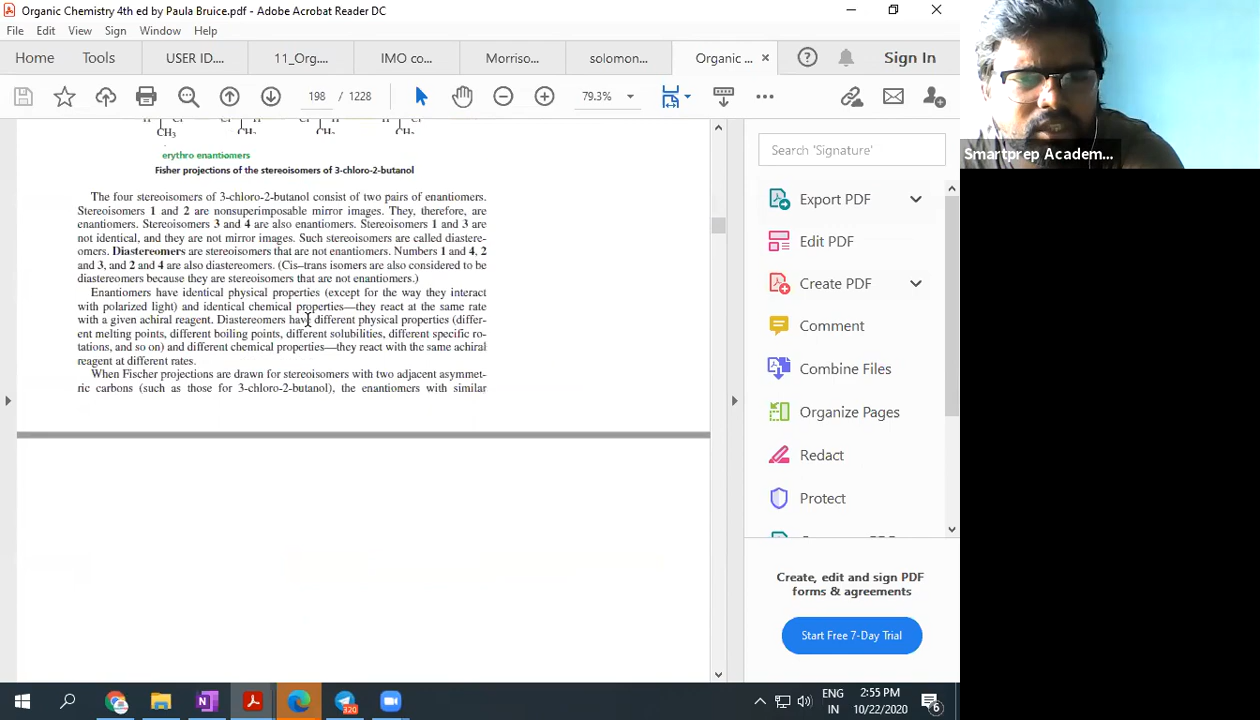 Organic Chemistry 4th ed by Paula Bruice.pdf - Adobe Acrobat Reader DC
File Edit View Sign Window Help
Home Tools USER ID.... 11_Org.... IMO co... Morriso... solomon... Organic ... × Sign In
198 / 1228 79.3%
CH₃
erythro enantiomers
Fisher projections of the stereoisomers of 3-chloro-2-butanol
The four stereoisomers of 3-chloro-2-butanol consist of two pairs of enantiomers.
Stereoisomers 1 and 2 are nonsuperimposable mirror images. They, therefore, are
enantiomers. Stereoisomers 3 and 4 are also enantiomers. Stereoisomers 1 and 3 are
not identical, and they are not mirror images. Such stereoisomers are called diastere-
omers. Diastereomers are stereoisomers that are not enantiomers. Numbers 1 and 4, 2
and 3, and 2 and 4 are also diastereomers. (Cis–trans isomers are also considered to be
diastereomers because they are stereoisomers that are not enantiomers.)
Enantiomers have identical physical properties (except for the way they interact
with polarized light) and identical chemical properties—they react at the same rate
with a given achiral reagent. Diastereomers have different physical properties (differ-
ent melting points, different boiling points, different solubilities, different specific ro-
tations, and so on) and different chemical properties—they react with the same achiral
reagent at different rates.
When Fischer projections are drawn for stereoisomers with two adjacent asymmet-
ric carbons (such as those for 3-chloro-2-butanol), the enantiomers with similar
Search 'Signature'
Export PDF
Edit PDF
Create PDF
Comment
Combine Files
Organize Pages
Redact
Protect
Create, edit and sign PDF
forms & agreements
Start Free 7-Day Trial
Smartprep Academ...
320
ENG
IN
2:55 PM
10/22/2020
6